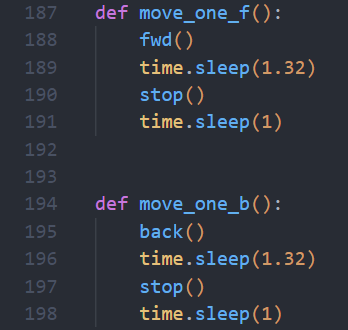 187 def move_one_f():
188 fwd()
189 time.sleep(1.32)
190 stop()
191 time.sleep(1)
192
193
194 def move_one_b():
195 back()
196 time.sleep(1.32)
197 stop()
198 time.sleep(1)